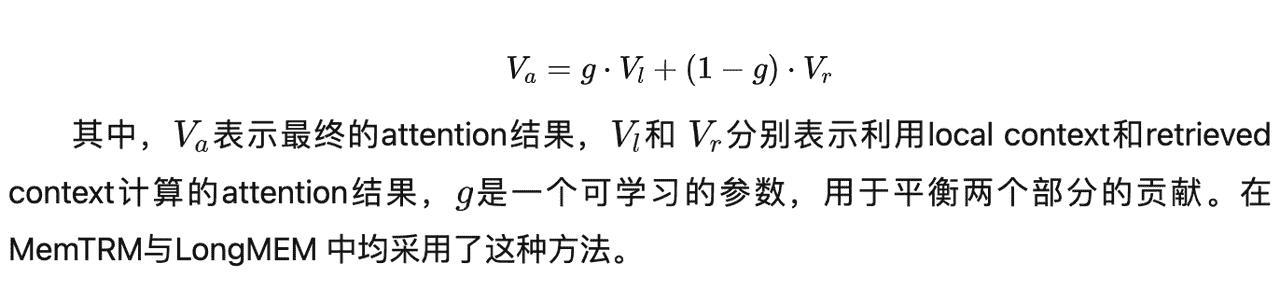 V_a = g · V_l + (1 − g) · V_r
其中，V_a表示最终的attention结果，V_l和 V_r分别表示利用local context和retrieved
context计算的attention结果，g是一个可学习的参数，用于平衡两个部分的贡献。在
MemTRM与LongMEM 中均采用了这种方法。